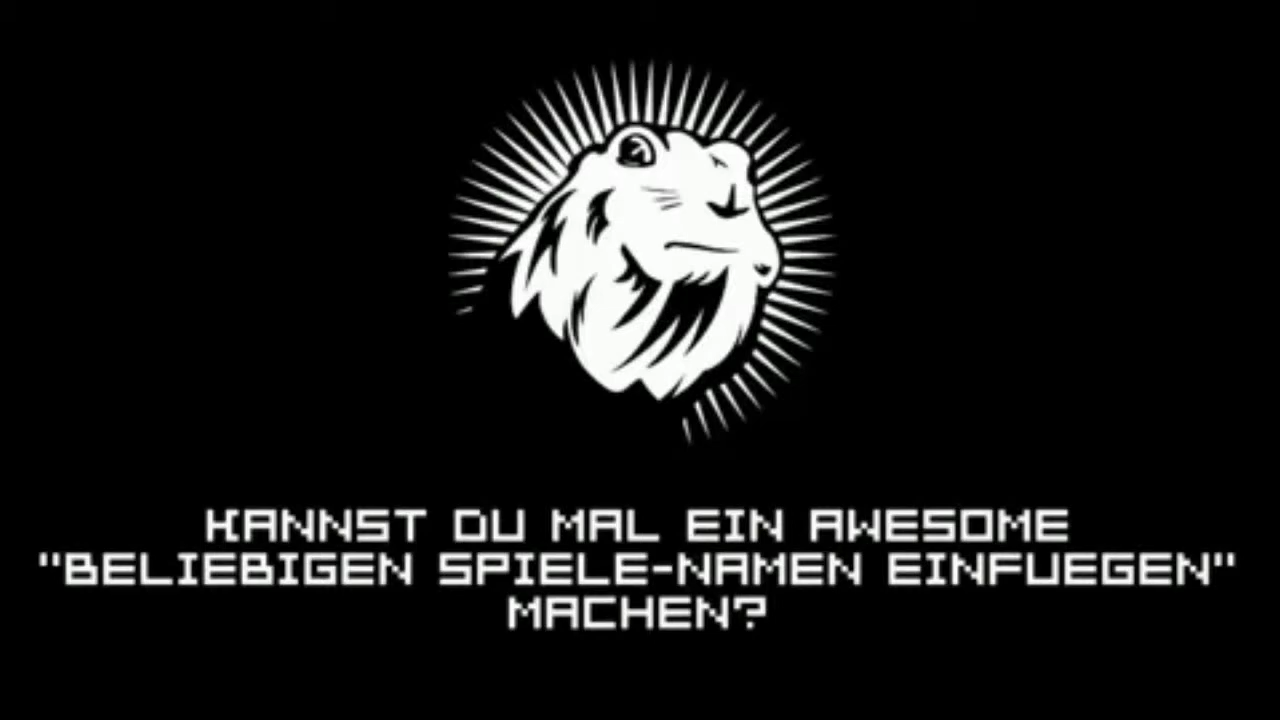 KANNST DU MAL EIN AWESOME
"BELIEBIGEN SPIELE-NAMEN EINFUEGEN"
MACHEN?